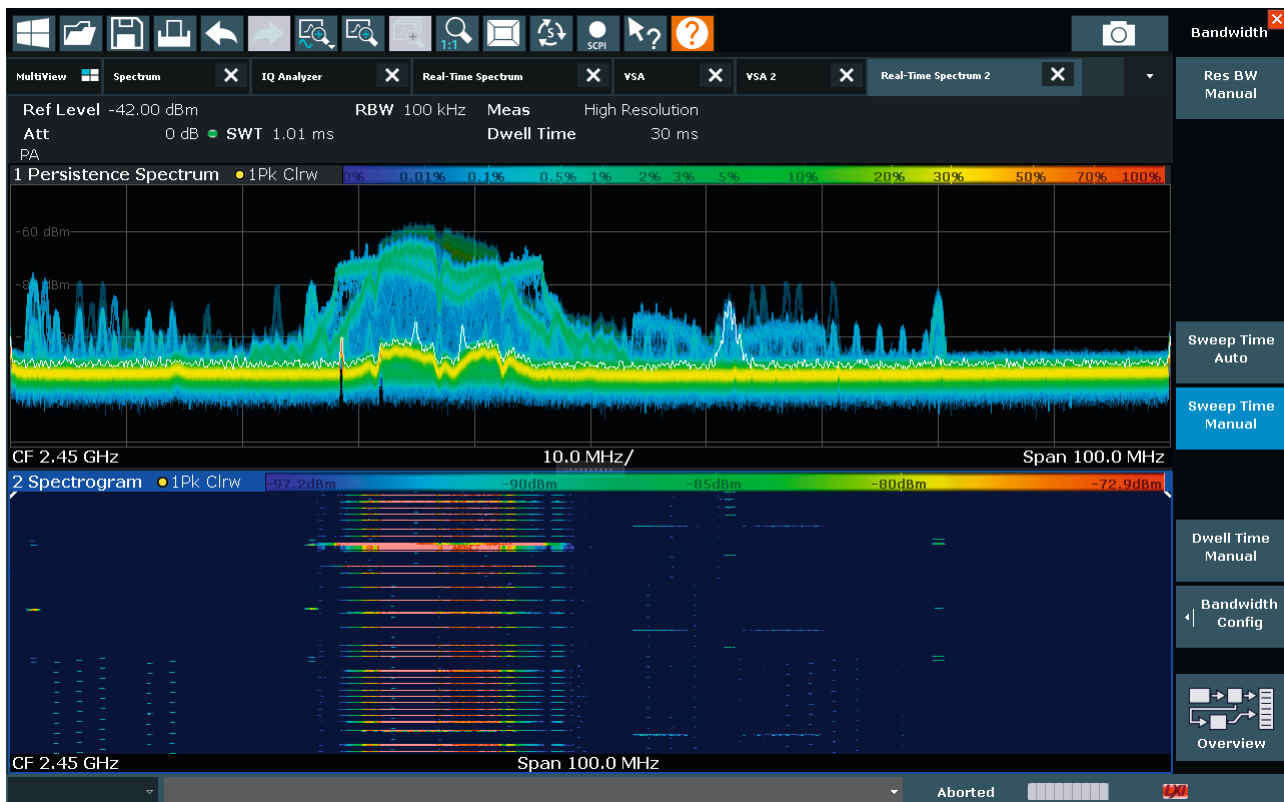 Bandwidth
1:1
SCPI
MultiView Spectrum IQ Analyzer Real-Time Spectrum VSA VSA 2 Real-Time Spectrum 2
Res BW
Manual
Ref Level -42.00 dBm RBW 100 kHz Meas High Resolution
Att 0 dB SWT 1.01 ms Dwell Time 30 ms
PA
1 Persistence Spectrum 1Pk Clrw 0% 0.01% 0.1% 0.5% 1% 2% 3% 5% 10% 20% 30% 50% 70% 100%
-60 dBm
Sweep Time
Auto
Sweep Time
Manual
CF 2.45 GHz 10.0 MHz/ Span 100.0 MHz
2 Spectrogram 1Pk Clrw -97.2dBm -90dBm -85dBm -80dBm -72.9dBm
Dwell Time
Manual
Bandwidth
Config
Overview
CF 2.45 GHz Span 100.0 MHz
Aborted LXI